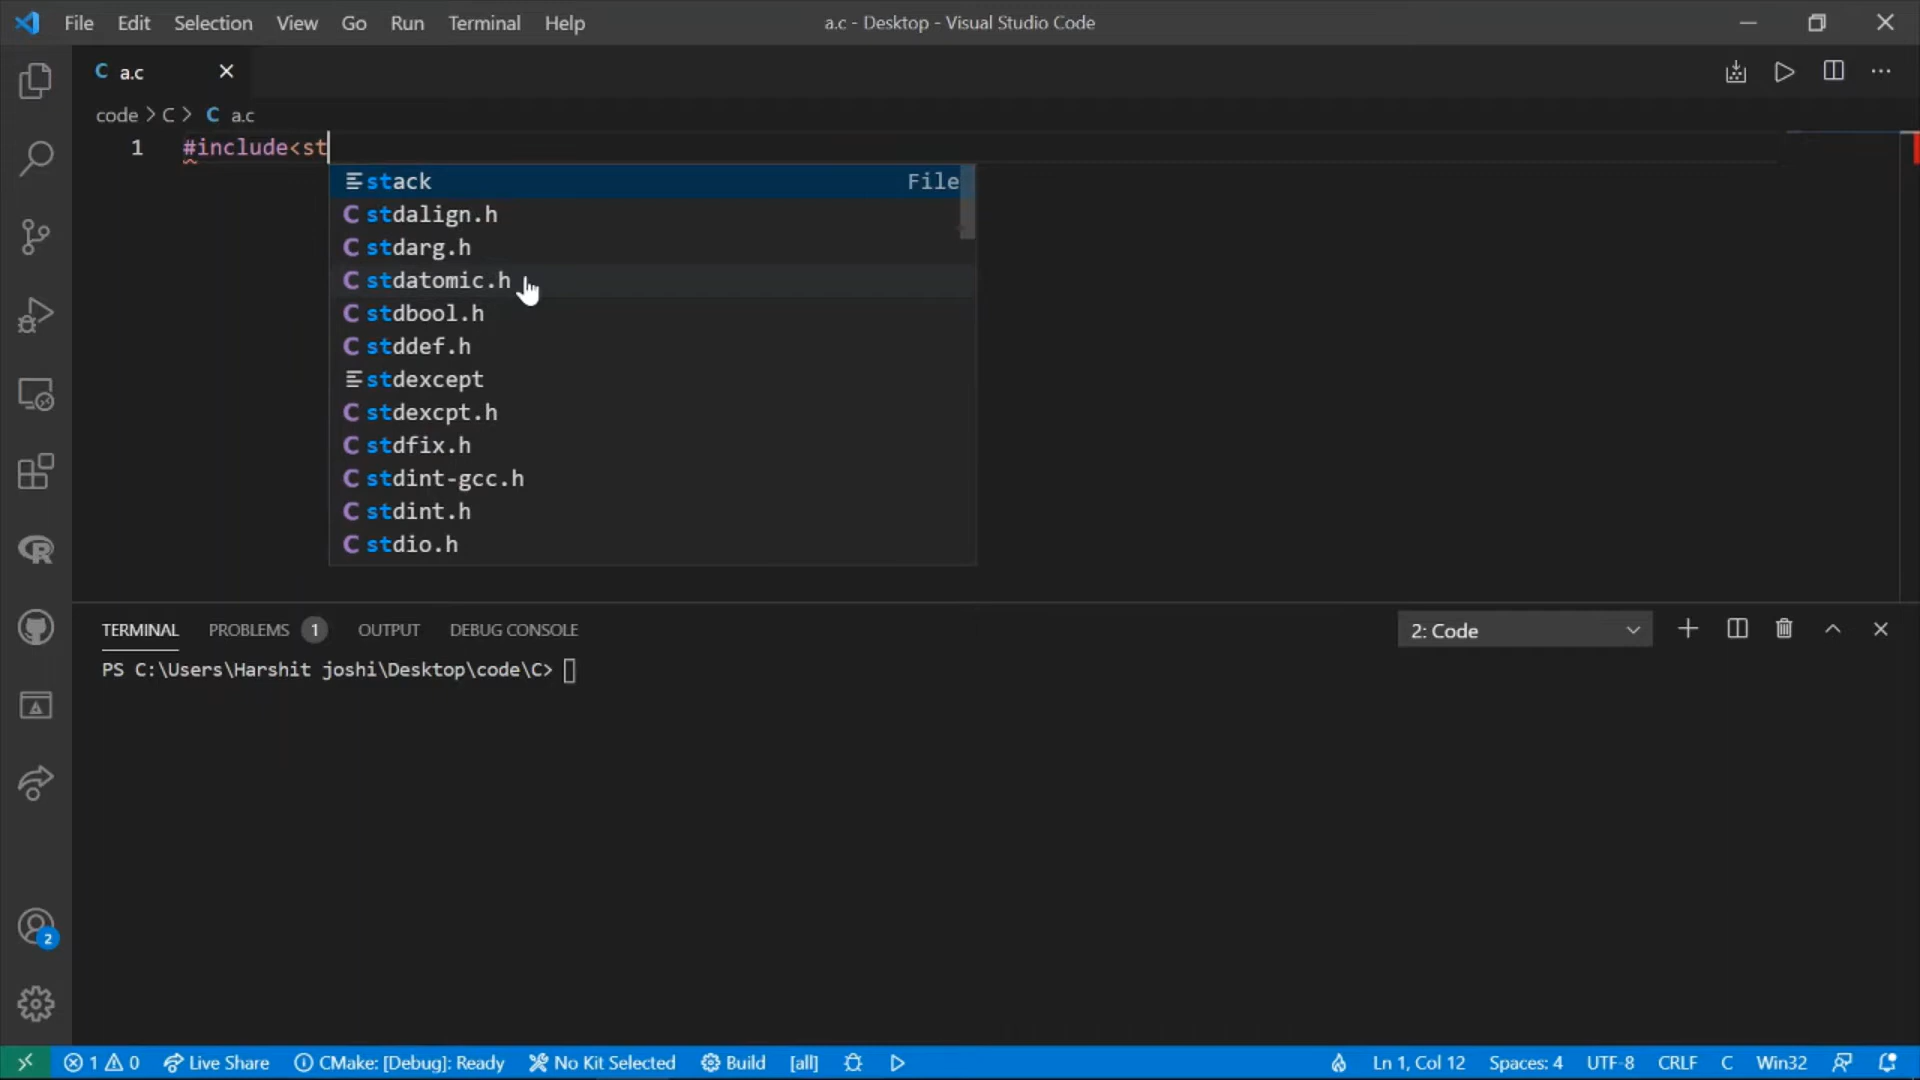 File Edit Selection View Go Run Terminal Help a.c - Desktop - Visual Studio Code
C a.c
code > C > C a.c
1 #include<st
stack File
C stdalign.h
C stdarg.h
C stdatomic.h
C stdbool.h
C stddef.h
stdexcept
C stdexcpt.h
C stdfix.h
C stdint-gcc.h
C stdint.h
C stdio.h
TERMINAL PROBLEMS 1 OUTPUT DEBUG CONSOLE 2: Code
PS C:\Users\Harshit joshi\Desktop\code\C>
R
2
1 0 Live Share CMake: [Debug]: Ready No Kit Selected Build [all] Ln 1, Col 12 Spaces: 4 UTF-8 CRLF C Win32